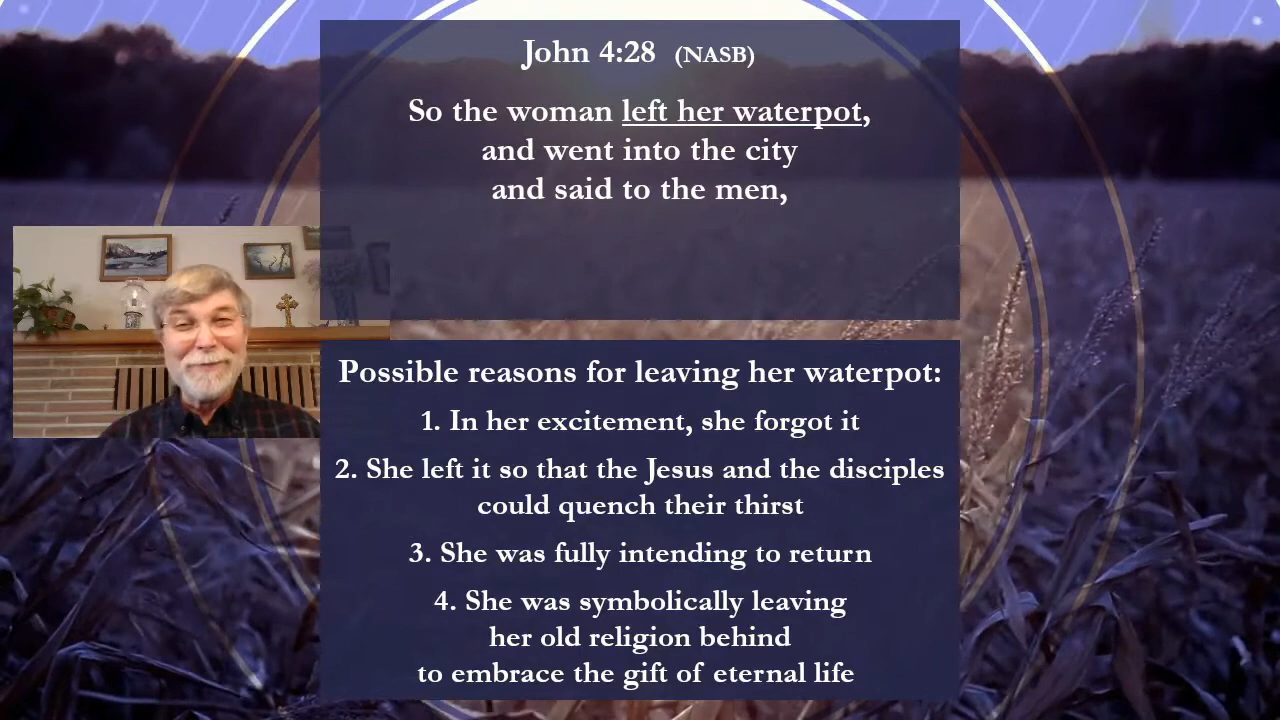 John 4:28 (NASB)
So the woman left her waterpot,
and went into the city
and said to the men,
Possible reasons for leaving her waterpot:
1. In her excitement, she forgot it
2. She left it so that the Jesus and the disciples
could quench their thirst
3. She was fully intending to return
4. She was symbolically leaving
her old religion behind
to embrace the gift of eternal life